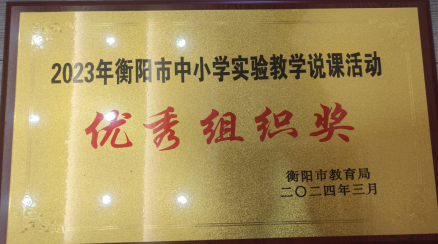 2023年衡阳市中小学实验教学说课活动
优秀组织奖
衡阳市教育局
二〇二四年三月